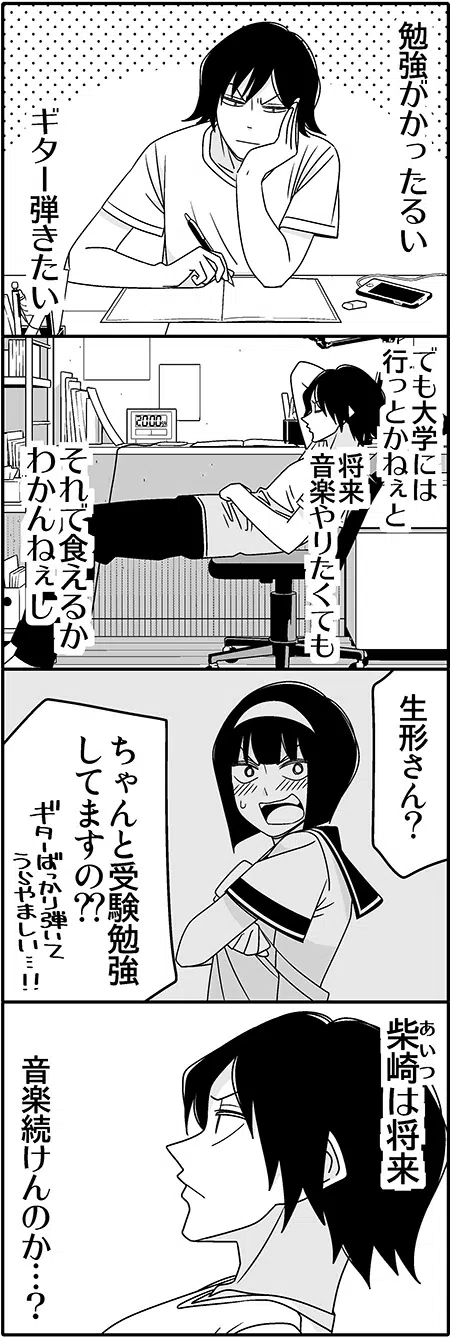 勉強がかったるい
ギター弾きたい
でも大学には
行っとかねぇと
将来
音楽やりたくても
それで食えるか
わかんねぇし
20:00
生形さん?
ちゃんと受験勉強
してますの??
ギターばっかり弾いて
うらやましい…!!
柴崎は将来
あいつ
音楽続けんのか…?